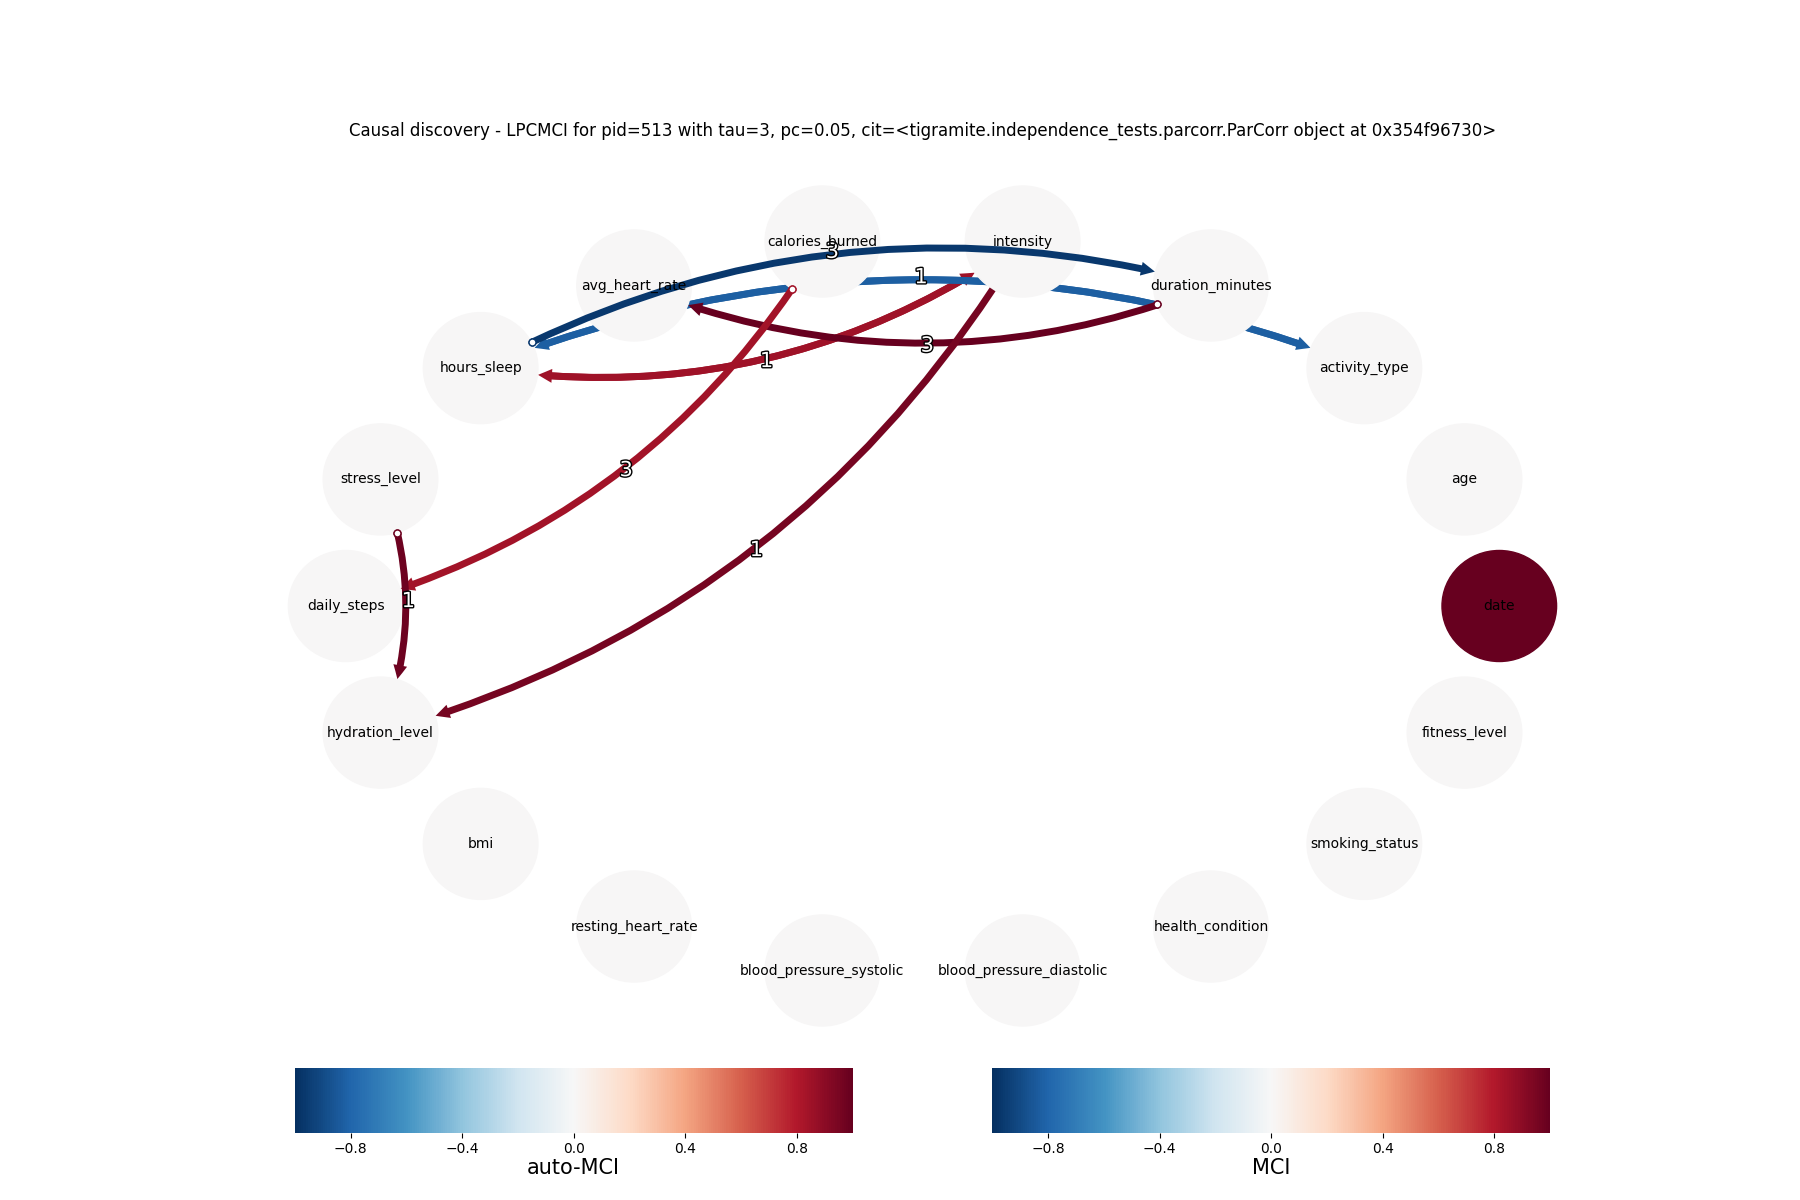 Causal discovery - LPCMCI for pid=513 with tau=3, pc=0.05, cit=<tigramite.independence_tests.parcorr.ParCorr object at 0x354f96730>
calories_burned
intensity
3
1
avg_heart_rate
duration_minutes
3
1
hours_sleep
activity_type
3
stress_level
age
1
1
daily_steps
date
hydration_level
fitness_level
bmi
smoking_status
resting_heart_rate
health_condition
blood_pressure_systolic
blood_pressure_diastolic
−0.8 −0.4 0.0 0.4 0.8
auto-MCI
−0.8 −0.4 0.0 0.4 0.8
MCI